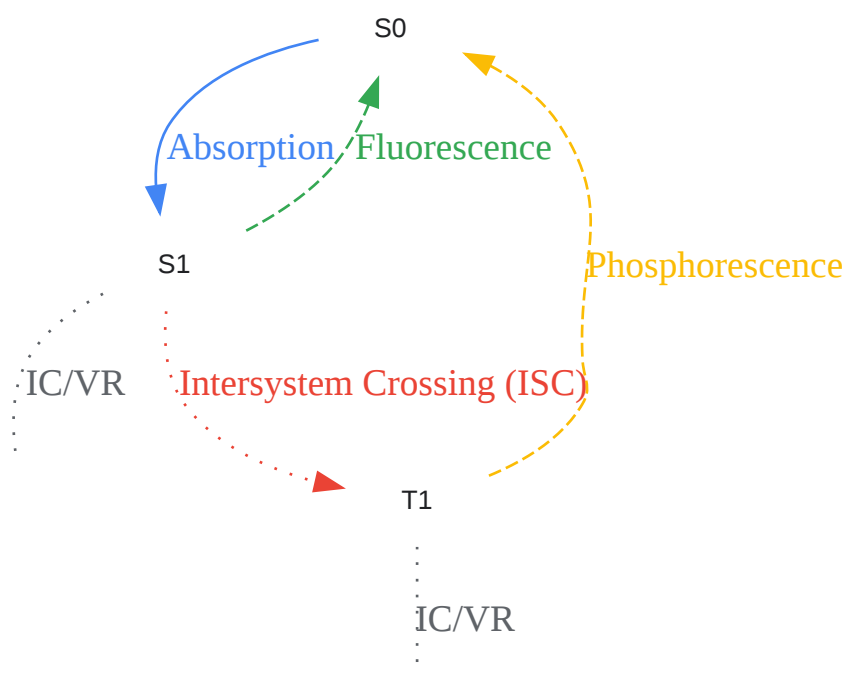 S0
Absorption
Fluorescence
S1
Phosphorescence
IC/VR
Intersystem Crossing (ISC)
T1
IC/VR